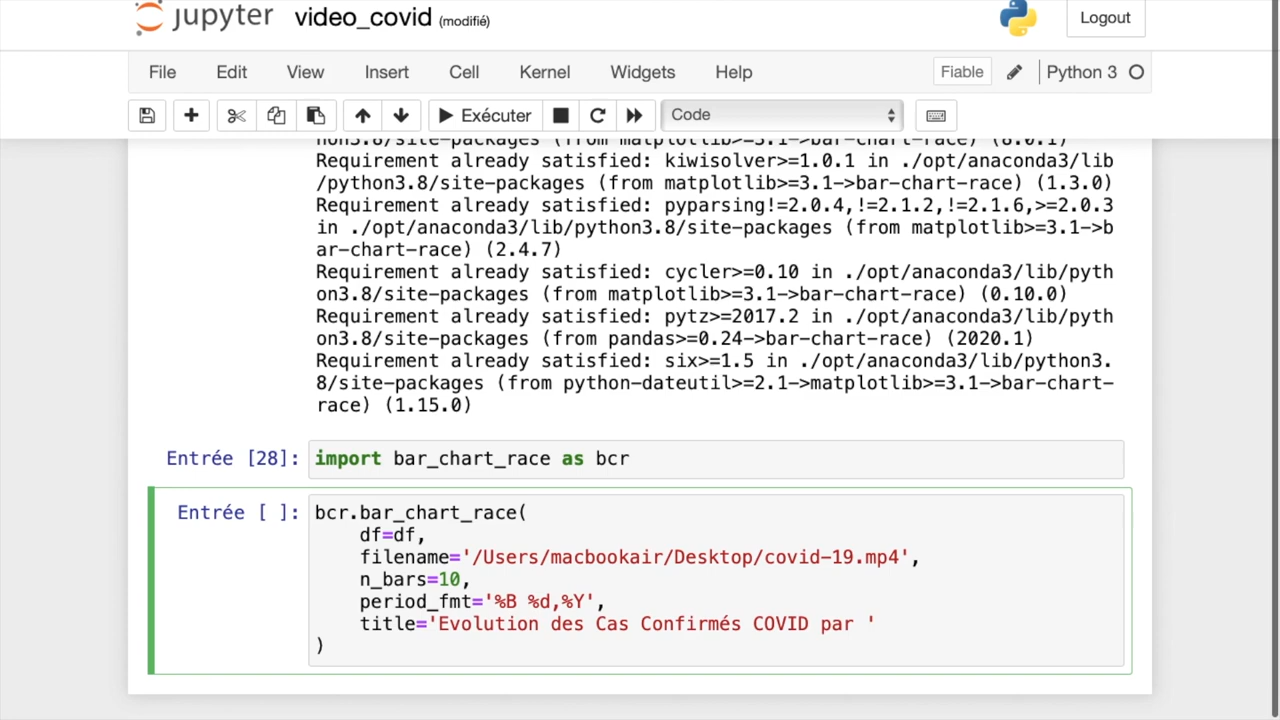 jupyter video_covid (modifié) Logout
File Edit View Insert Cell Kernel Widgets Help Fiable Python 3
Exécuter Code
hon3.8/site-packages (from matplotlib>=3.1->bar-chart-race) (8.0.1)
Requirement already satisfied: kiwisolver>=1.0.1 in ./opt/anaconda3/lib
/python3.8/site-packages (from matplotlib>=3.1->bar-chart-race) (1.3.0)
Requirement already satisfied: pyparsing!=2.0.4,!=2.1.2,!=2.1.6,>=2.0.3
in ./opt/anaconda3/lib/python3.8/site-packages (from matplotlib>=3.1->b
ar-chart-race) (2.4.7)
Requirement already satisfied: cycler>=0.10 in ./opt/anaconda3/lib/pyth
on3.8/site-packages (from matplotlib>=3.1->bar-chart-race) (0.10.0)
Requirement already satisfied: pytz>=2017.2 in ./opt/anaconda3/lib/pyth
on3.8/site-packages (from pandas>=0.24->bar-chart-race) (2020.1)
Requirement already satisfied: six>=1.5 in ./opt/anaconda3/lib/python3.
8/site-packages (from python-dateutil>=2.1->matplotlib>=3.1->bar-chart-
race) (1.15.0)
Entrée [28]: import bar_chart_race as bcr
Entrée [ ]: bcr.bar_chart_race(
df=df,
filename='/Users/macbookair/Desktop/covid-19.mp4',
n_bars=10,
period_fmt='%B %d,%Y',
title='Evolution des Cas Confirmés COVID par '
)